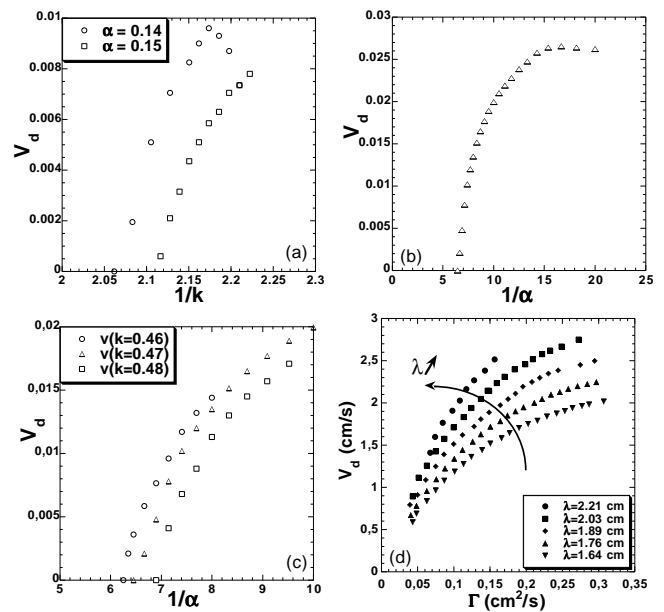 α = 0.14
α = 0.15
0.01
0.008
0.006
0.004
0.002
0
V_d
2 2.05 2.1 2.15 2.2 2.25 2.3
1/k
(a)
0.03
0.025
0.02
0.015
0.01
0.005
0
V_d
0 5 10 15 20 25
1/α
(b)
v(k=0.46)
v(k=0.47)
v(k=0.48)
0,02
0,015
0,01
0,005
0
V_d
5 6 7 8 9 10
1/α
(c)
3
2,5
2
1,5
1
0,5
0
V_d (cm/s)
λ
λ=2.21 cm
λ=2.03 cm
λ=1.89 cm
λ=1.76 cm
λ=1.64 cm
0 0,05 0,1 0,15 0,2 0,25 0,3 0,35
Γ (cm²/s)
(d)